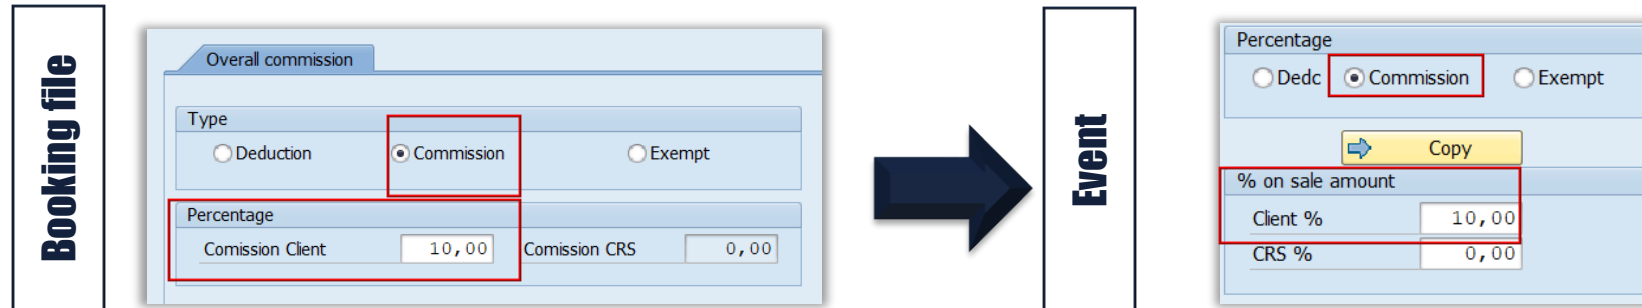 Booking file
Overall commission
Type
Deduction Commission Exempt
Percentage
Comission Client 10,00 Comission CRS 0,00
Event
Percentage
Dedc Commission Exempt
Copy
% on sale amount
Client % 10,00
CRS % 0,00